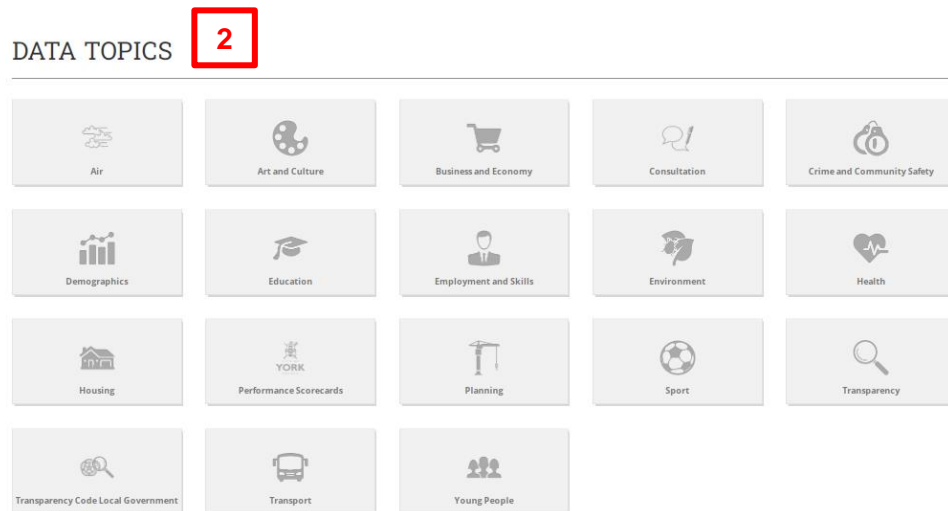 DATA TOPICS
2
Air
Art and Culture
Business and Economy
Consultation
Crime and Community Safety
Demographics
Education
Employment and Skills
Environment
Health
Housing
YORK
Performance Scorecards
Planning
Sport
Transparency
Transparency Code Local Government
Transport
Young People